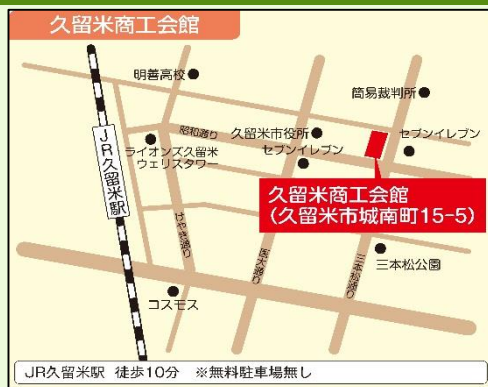 久留米商工会館
明善高校
簡易裁判所
昭和通り
久留米市役所
セブンイレブン
セブンイレブン
ライオンズ久留米
ウェリスタワー
JR久留米駅
久留米商工会館
(久留米市城南町15-5)
けやき通り
医大通り
三本松通り
三本松公園
コスモス
JR久留米駅 徒歩10分 ※無料駐車場無し